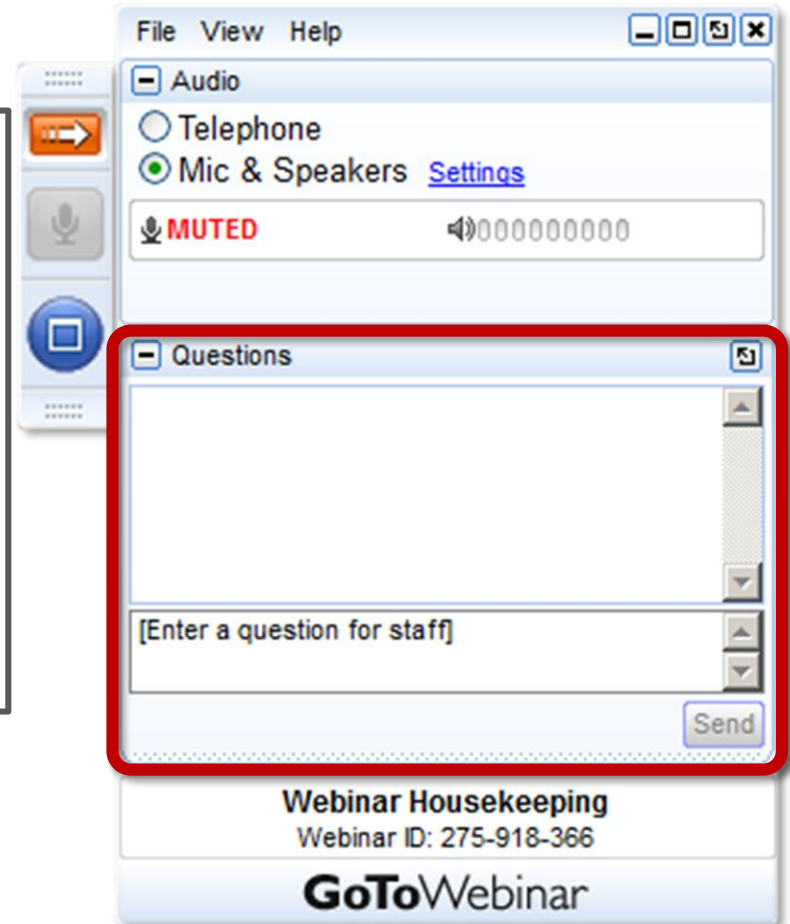 File View Help
Audio
Telephone
Mic & Speakers Settings
MUTED 000000000
Questions
[Enter a question for staff]
Send
Webinar Housekeeping
Webinar ID: 275-918-366
GoToWebinar